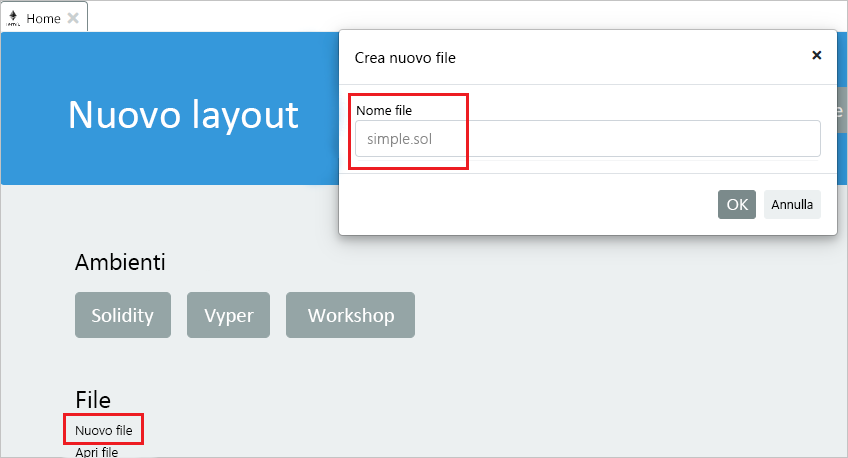 Home
Crea nuovo file
Nuovo layout
Nome file
simple.sol
e
OK
Annulla
Ambienti
Solidity
Vyper
Workshop
File
Nuovo file
Apri file